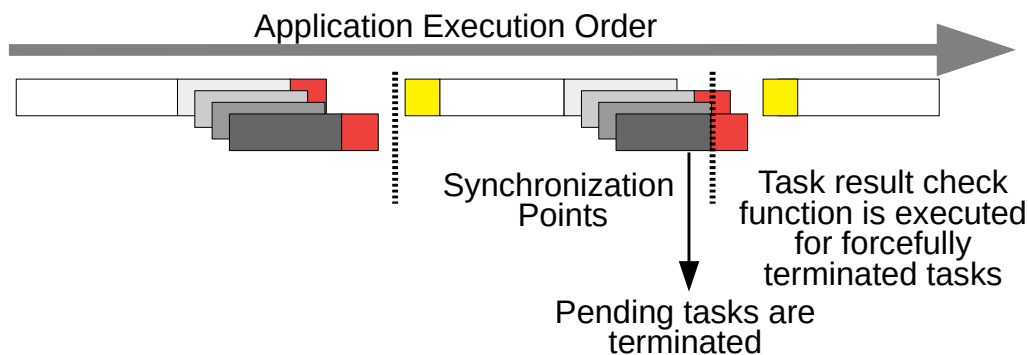 Application Execution Order
Synchronization
Points
Task result check
function is executed
for forcefully
terminated tasks
Pending tasks are
terminated